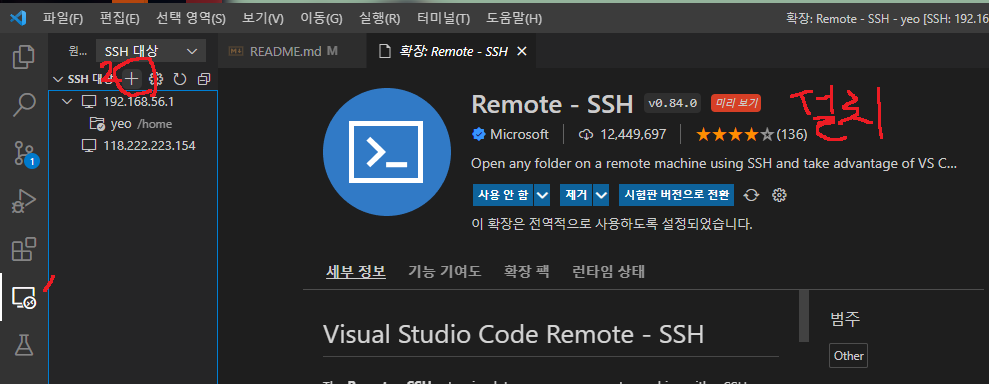 파일(F) 편집(E) 선택 영역(S) 보기(V) 이동(G) 실행(R) 터미널(T) 도움말(H) 확장: Remote - SSH - yeo [SSH: 192.16
원... SSH 대상 README.md M 확장: Remote - SSH
SSH 대상
192.168.56.1
yeo /home
118.222.223.154
1
Remote - SSH v0.84.0 미리 보기
Microsoft 12,449,697 (136)
Open any folder on a remote machine using SSH and take advantage of VS C...
사용 안 함 제거 시험판 버전으로 전환
이 확장은 전역적으로 사용하도록 설정되었습니다.
세부 정보 기능 기여도 확장 팩 런타임 상태
Visual Studio Code Remote - SSH
범주
Other